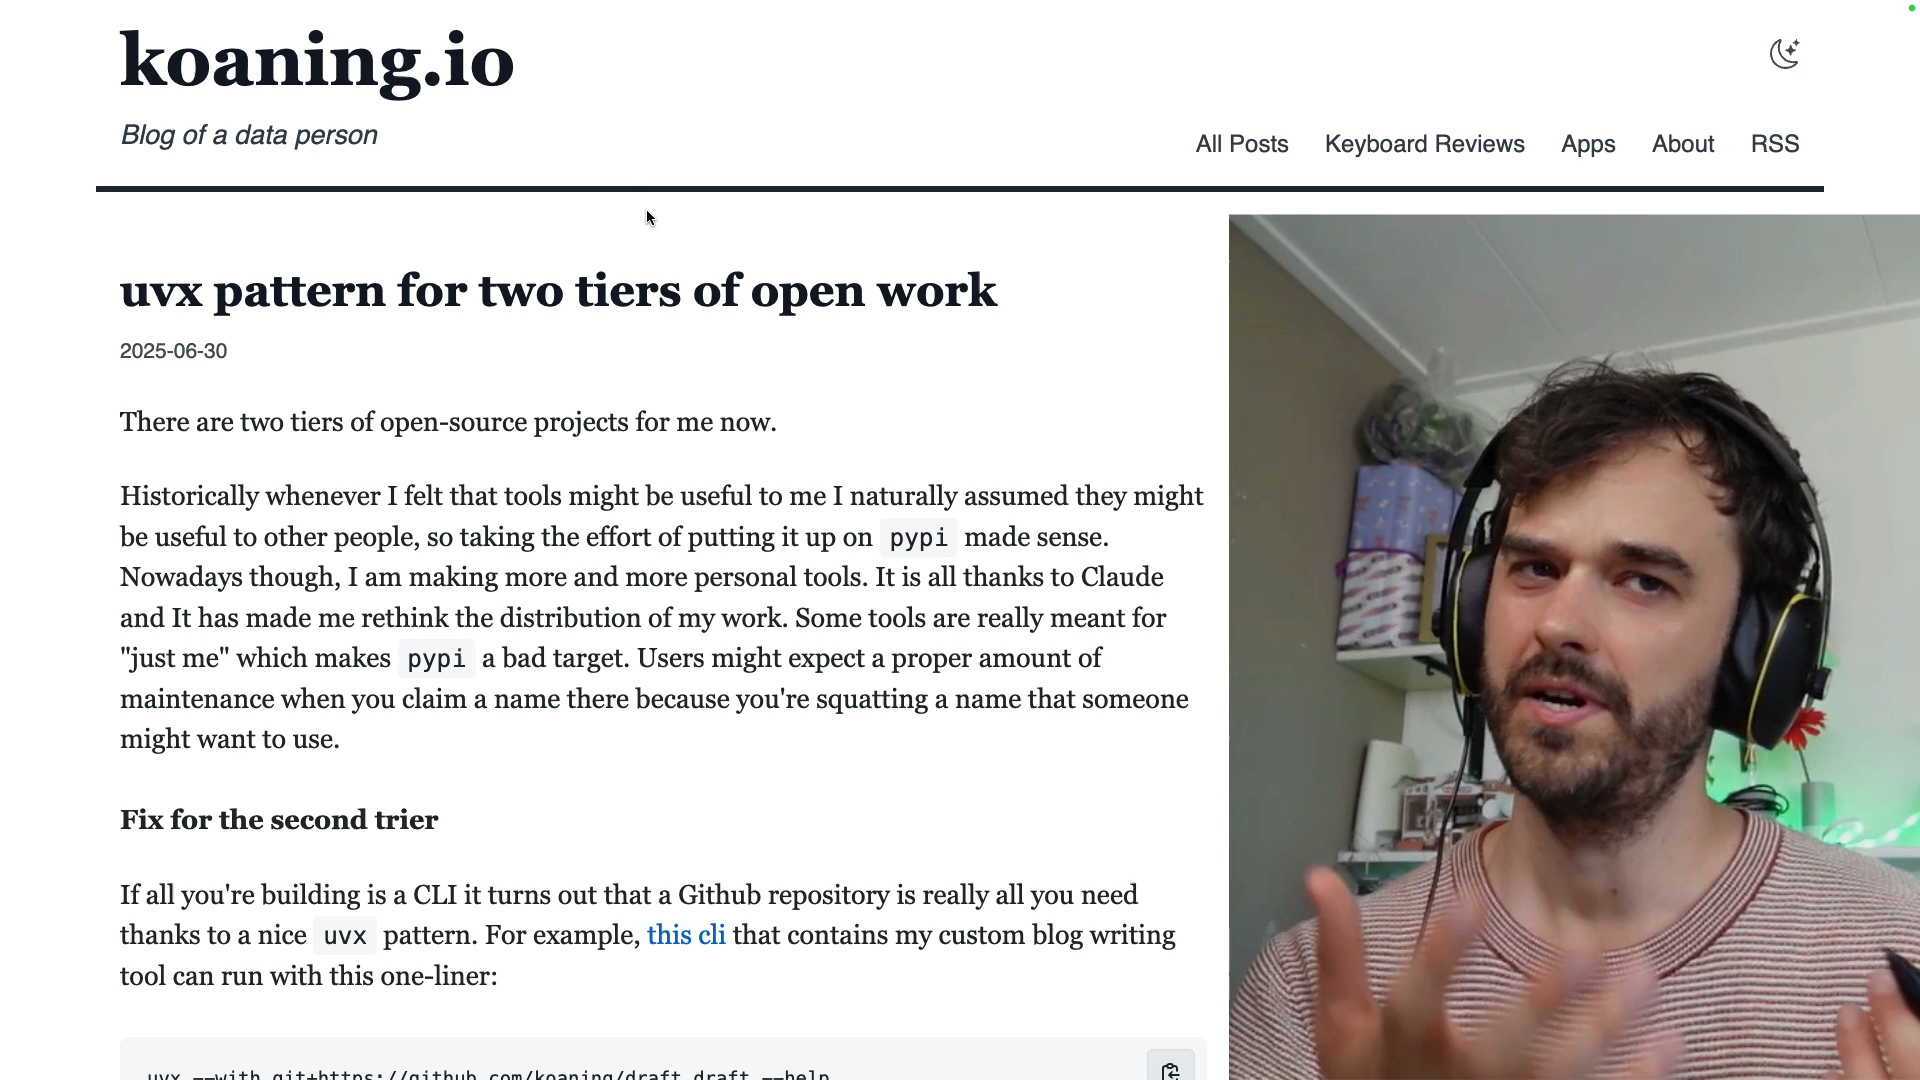 koaning.io
Blog of a data person
All Posts Keyboard Reviews Apps About RSS
uvx pattern for two tiers of open work
2025-06-30
There are two tiers of open-source projects for me now.
Historically whenever I felt that tools might be useful to me I naturally assumed they might
be useful to other people, so taking the effort of putting it up on pypi made sense.
Nowadays though, I am making more and more personal tools. It is all thanks to Claude
and It has made me rethink the distribution of my work. Some tools are really meant for
"just me" which makes pypi a bad target. Users might expect a proper amount of
maintenance when you claim a name there because you're squatting a name that someone
might want to use.
Fix for the second trier
If all you're building is a CLI it turns out that a Github repository is really all you need
thanks to a nice uvx pattern. For example, this cli that contains my custom blog writing
tool can run with this one-liner:
uvx --with git+https://github.com/koaning/draft draft --help